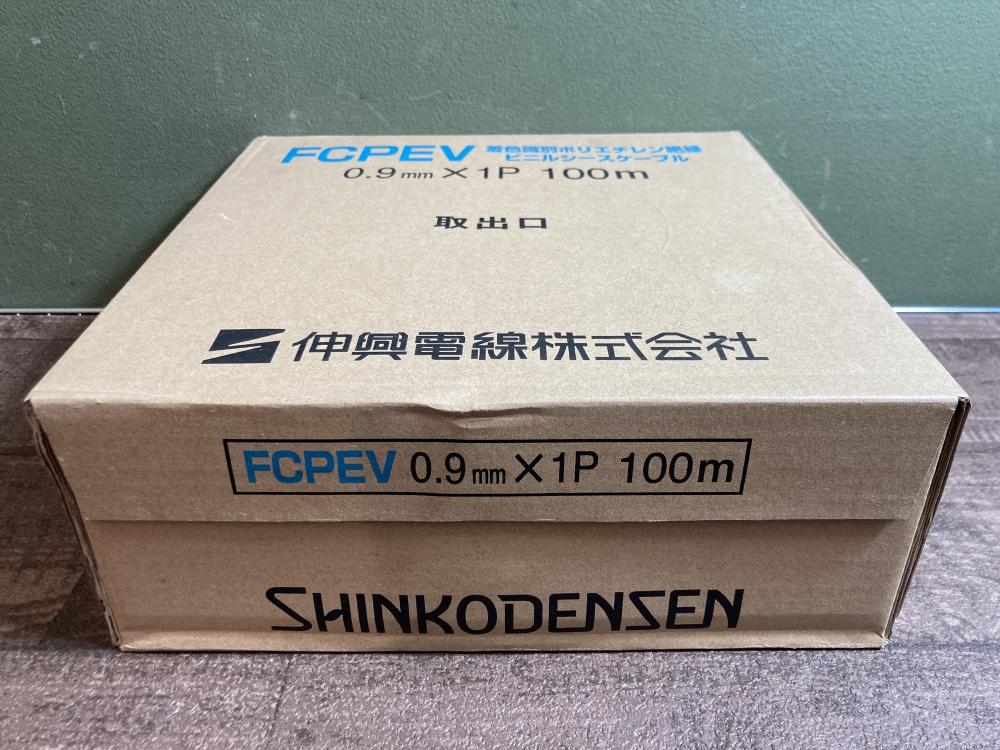 FCPEV 着色識別ポリエチレン絶縁
ビニルシースケーブル
0.9mm×1P 100m
取出口
伸興電線株式会社
FCPEV 0.9mm×1P 100m
SHINKODENSEN